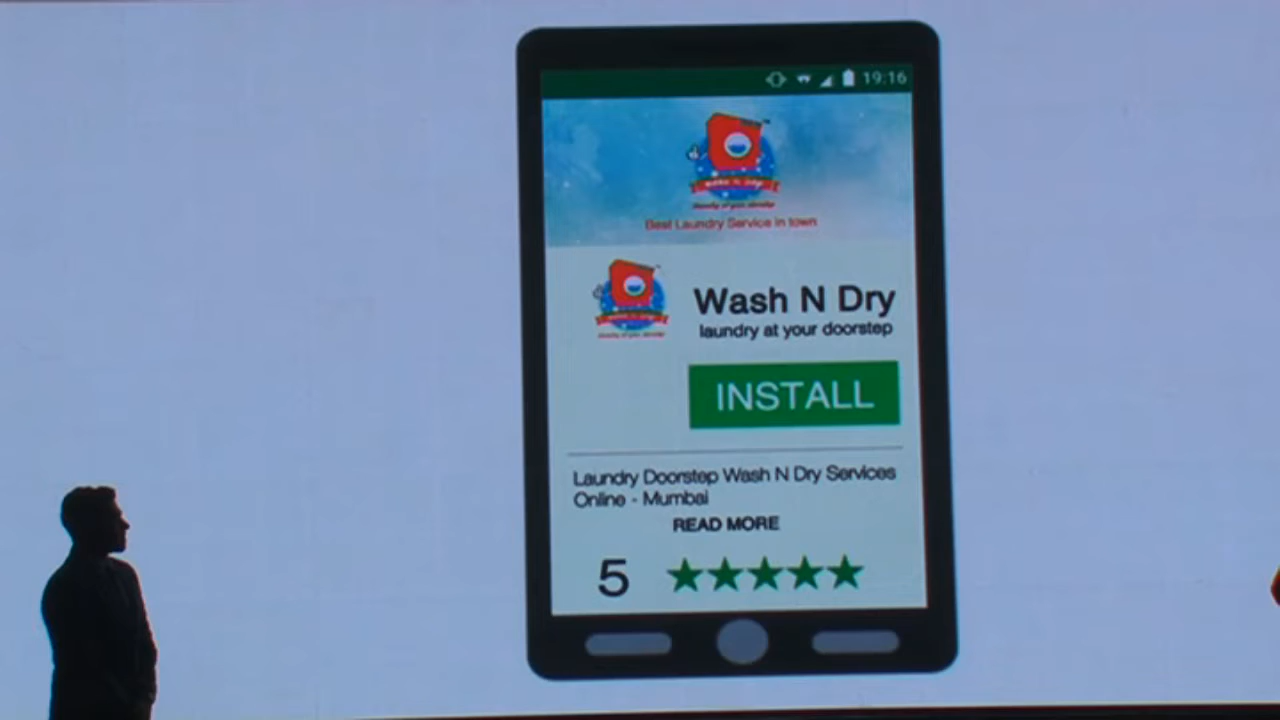 19:16
Best Laundry Service in town
Wash N Dry
laundry at your doorstep
INSTALL
Laundry Doorstep Wash N Dry Services
Online - Mumbai
READ MORE
5